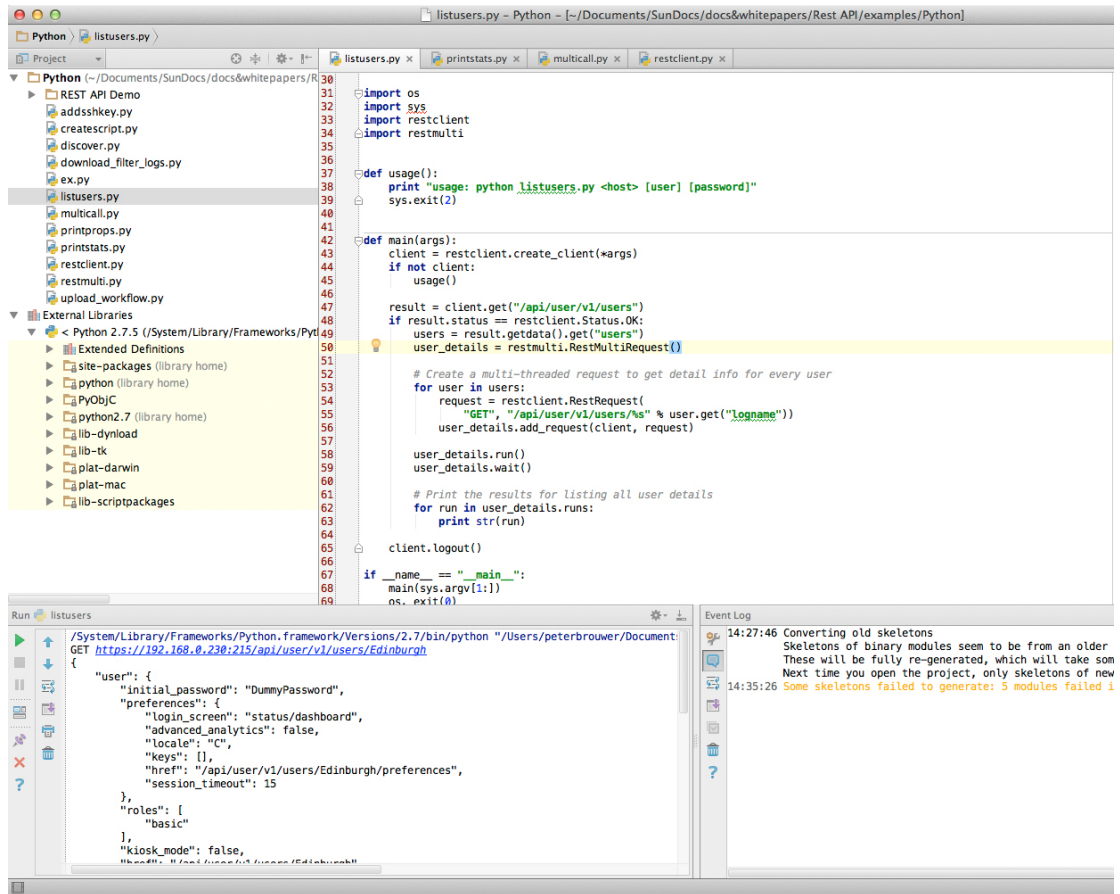 listusers.py – Python – [~/Documents/SunDocs/docs&whitepapers/Rest API/examples/Python]
Python listusers.py
Project
listusers.py × printstats.py × multicall.py × restclient.py ×
Python (~/Documents/SunDocs/docs&whitepapers/R
REST API Demo
addsshkey.py
createscript.py
discover.py
download_filter_logs.py
ex.py
listusers.py
multicall.py
printprops.py
printstats.py
restclient.py
restmulti.py
upload_workflow.py
External Libraries
< Python 2.7.5 (/System/Library/Frameworks/Pyt
Extended Definitions
site-packages (library home)
python (library home)
PyObjC
python2.7 (library home)
lib-dynload
lib-tk
plat-darwin
plat-mac
lib-scriptpackages
30
31 import os
32 import sys
33 import restclient
34 import restmulti
35
36
37 def usage():
38     print "usage: python listusers.py <host> [user] [password]"
39     sys.exit(2)
40
41
42 def main(args):
43     client = restclient.create_client(*args)
44     if not client:
45         usage()
46
47     result = client.get("/api/user/v1/users")
48     if result.status == restclient.Status.OK:
49         users = result.getdata().get("users")
50         user_details = restmulti.RestMultiRequest()
51
52         # Create a multi-threaded request to get detail info for every user
53         for user in users:
54             request = restclient.RestRequest(
55                 "GET", "/api/user/v1/users/%s" % user.get("logname"))
56             user_details.add_request(client, request)
57
58         user_details.run()
59         user_details.wait()
60
61         # Print the results for listing all user details
62         for run in user_details.runs:
63             print str(run)
64
65     client.logout()
66
67 if __name__ == "__main__":
68     main(sys.argv[1:])
69     os._exit(0)
Run listusers
/System/Library/Frameworks/Python.framework/Versions/2.7/bin/python "/Users/peterbrouwer/Document
GET https://192.168.0.230:215/api/user/v1/users/Edinburgh
{
    "user": {
        "initial_password": "DummyPassword",
        "preferences": {
            "login_screen": "status/dashboard",
            "advanced_analytics": false,
            "locale": "C",
            "keys": [],
            "href": "/api/user/v1/users/Edinburgh/preferences",
            "session_timeout": 15
        },
        "roles": [
            "basic"
        ],
        "kiosk_mode": false,
        "href": "/api/user/v1/users/Edinburgh"
Event Log
14:27:46 Converting old skeletons
Skeletons of binary modules seem to be from an older
These will be fully re-generated, which will take som
Next time you open the project, only skeletons of new
14:35:26 Some skeletons failed to generate: 5 modules failed i